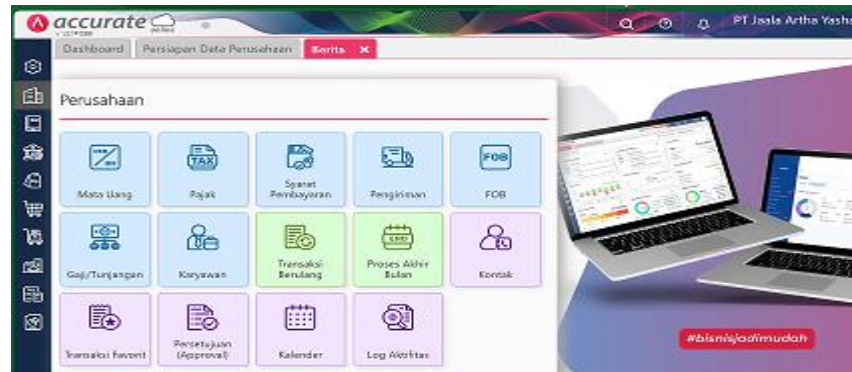 accurate
PT Jaala Artha Yasha
Dashboard
Persiapan Data Perusahaan
Berita
Perusahaan
Mata Uang
TAX
Pajak
Syarat
Pembayaran
Pengiriman
FOB
FOB
Gaji/Tunjangan
Karyawan
Transaksi
Berulang
END
Proses Akhir
Bulan
Kontak
Transaksi Favorit
Persetujuan
(Approval)
Kalender
Log Aktifitas
#bisnisjadimudah